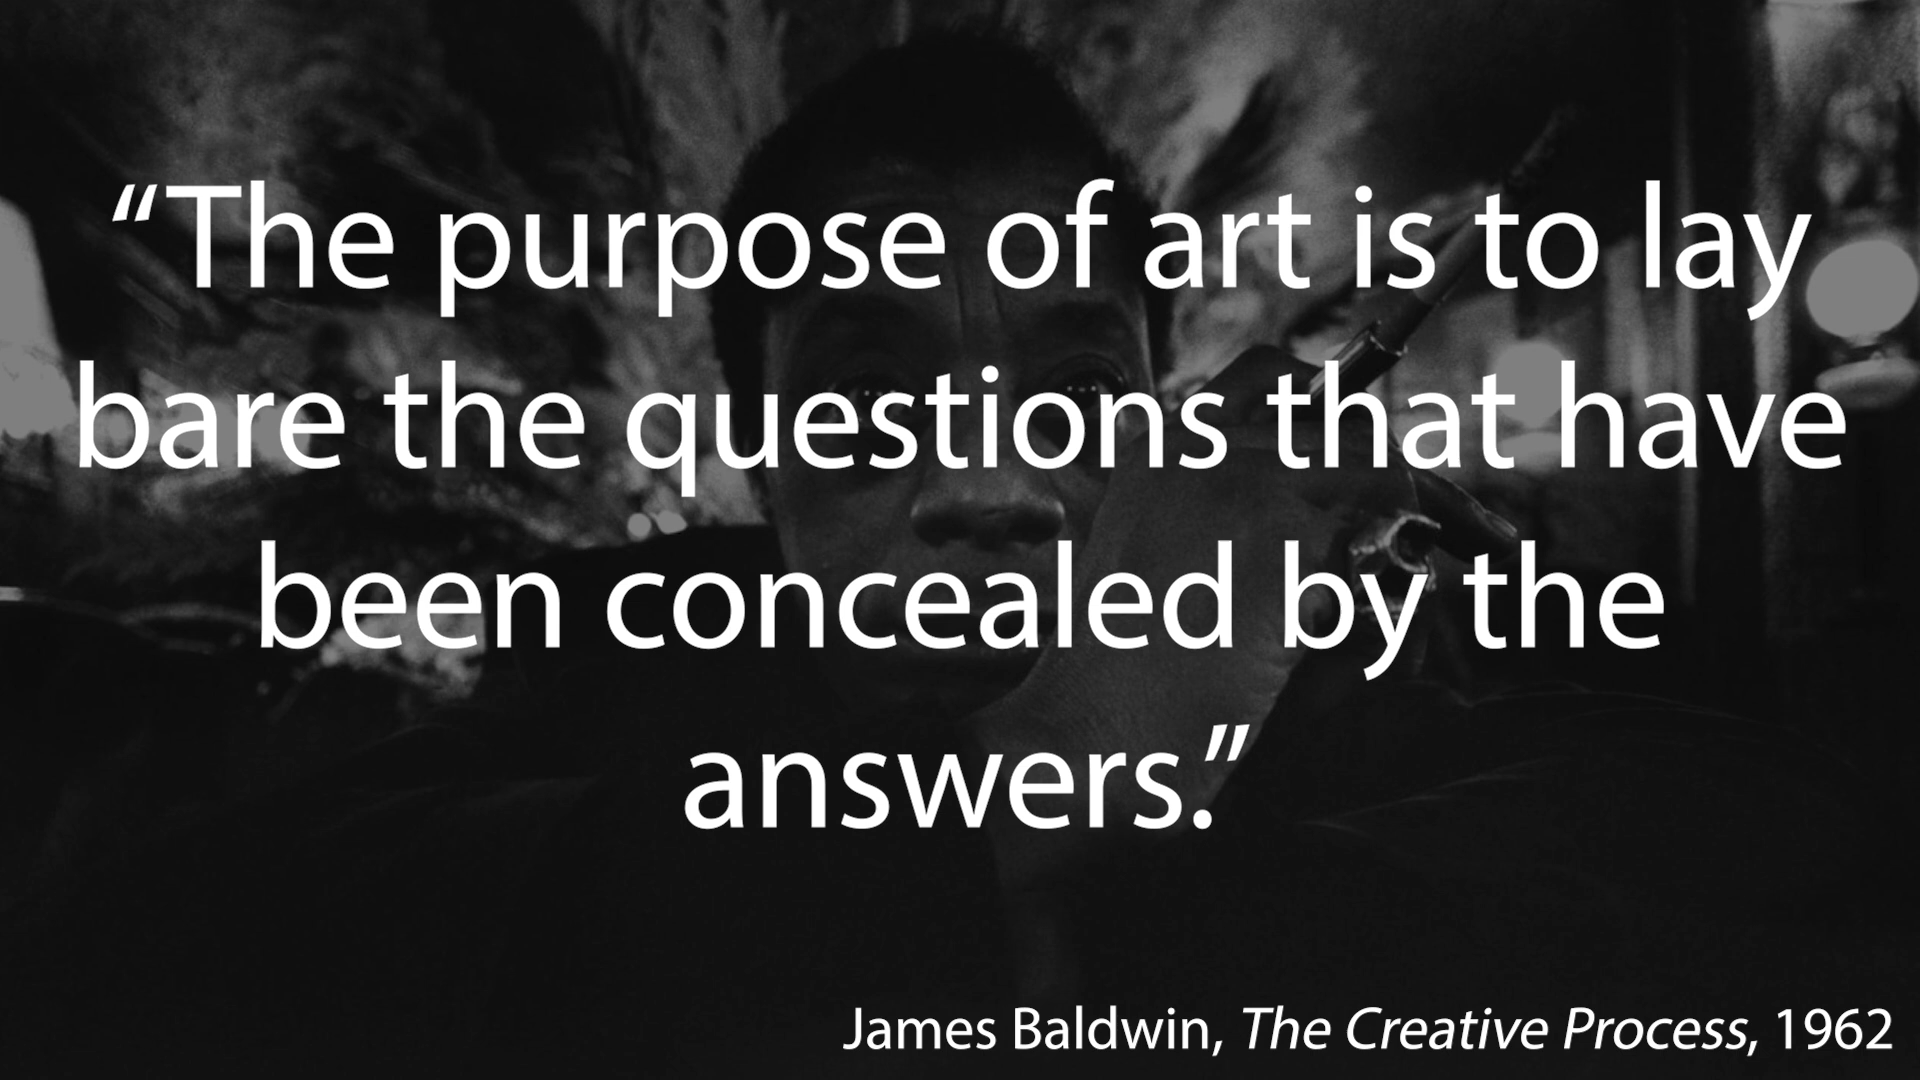 “The purpose of art is to lay
bare the questions that have
been concealed by the
answers.”
James Baldwin, The Creative Process, 1962